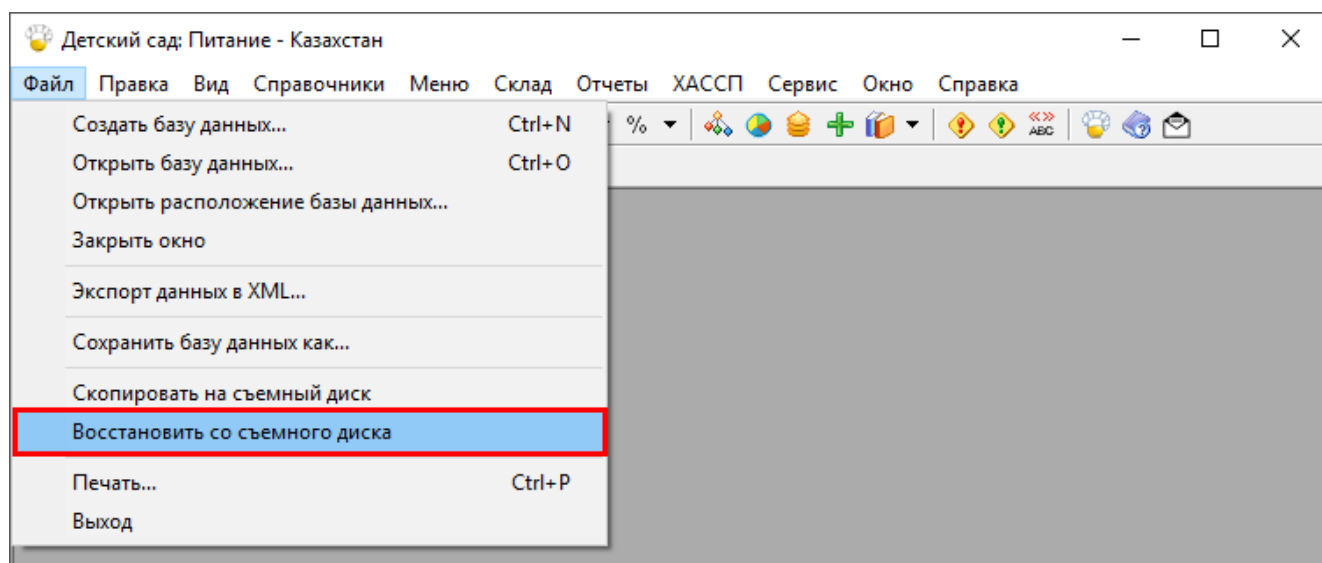 Детский сад: Питание - Казахстан
Файл Правка Вид Справочники Меню Склад Отчеты ХАССП Сервис Окно Справка
Создать базу данных... Ctrl+N
%
«»
ABC
Открыть базу данных... Ctrl+O
Открыть расположение базы данных...
Закрыть окно
Экспорт данных в XML...
Сохранить базу данных как...
Скопировать на съемный диск
Восстановить со съемного диска
Печать... Ctrl+P
Выход